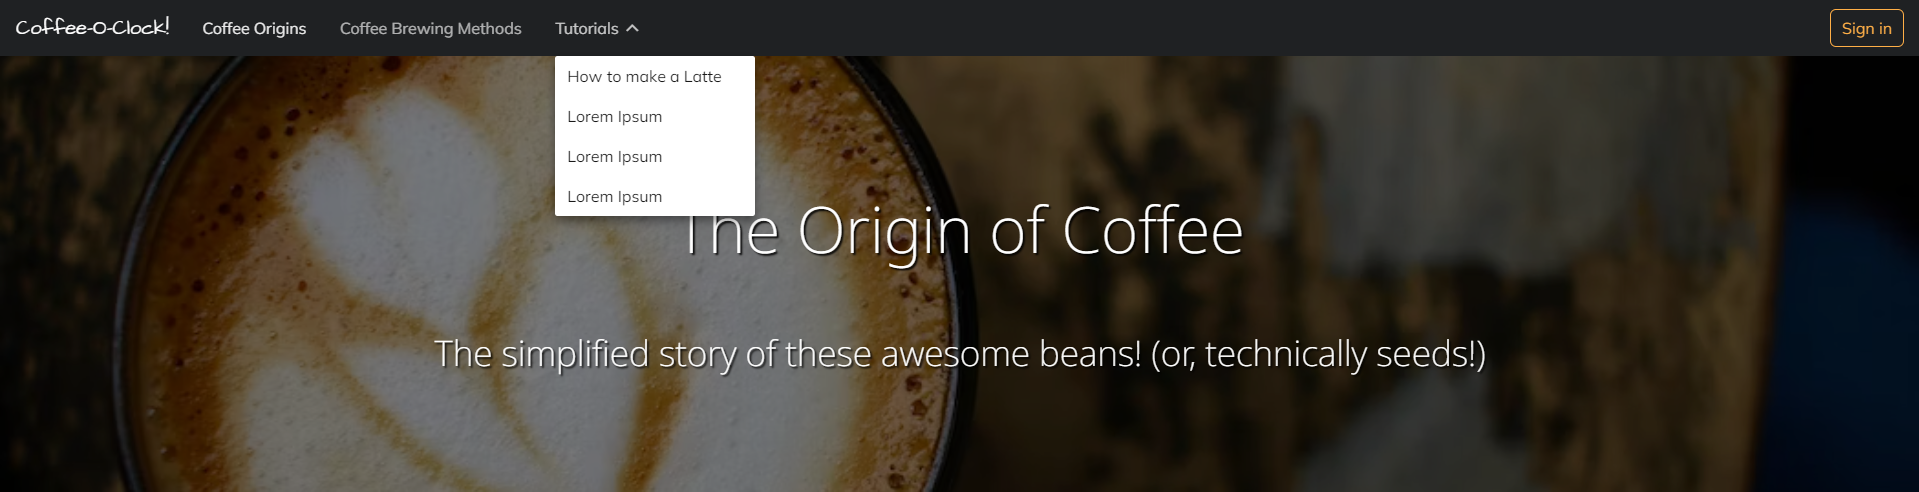 Coffee-O-Clock!
Coffee Origins
Coffee Brewing Methods
Tutorials
Sign in
How to make a Latte
Lorem Ipsum
Lorem Ipsum
Lorem Ipsum
The Origin of Coffee
The simplified story of these awesome beans! (or, technically seeds!)